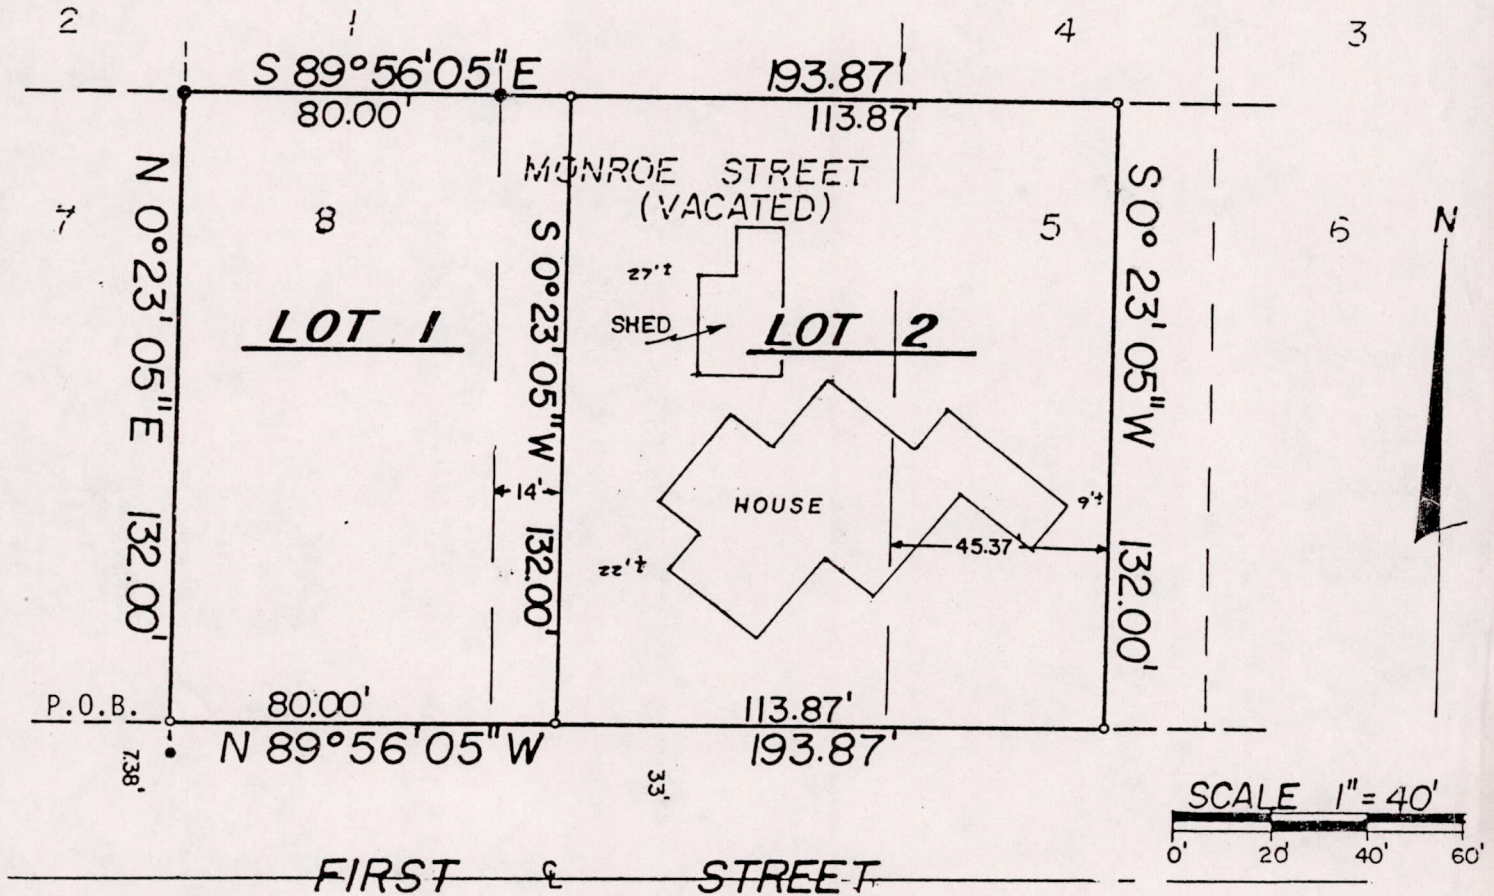 2
1
4
3
S 89°56'05"E
193.87'
80.00'
113.87'
MONROE STREET
(VACATED)
7
8
5
6
N
N 0°23'05"E 132.00'
S 0°23'05"W 132.00'
S 0°23'05"W 132.00'
27'±
SHED
LOT 1
LOT 2
HOUSE
14'
9'±
45.37
22'±
P.O.B.
80.00'
113.87'
N 89°56'05"W
193.87'
7.38'
33'
SCALE 1"=40'
0' 20' 40' 60'
FIRST ℄ STREET